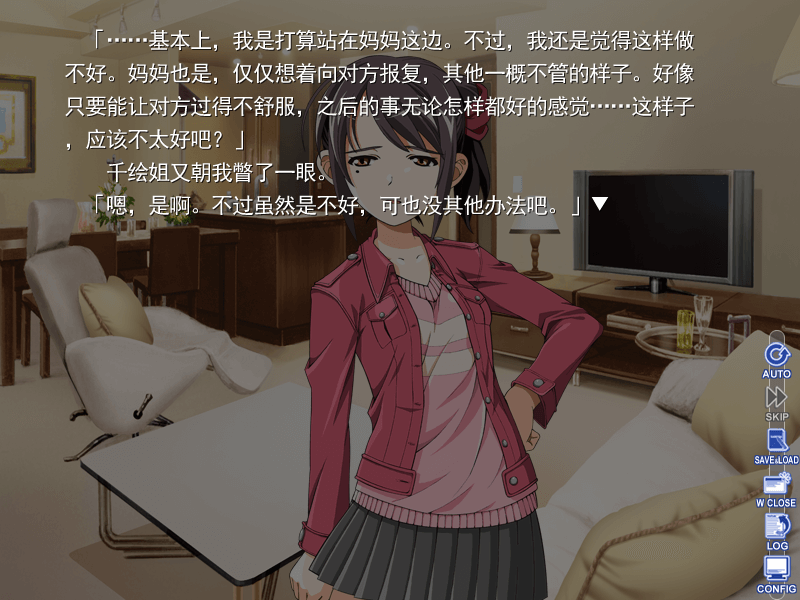 「⋯⋯基本上，我是打算站在妈妈这边。不过，我还是觉得这样做
不好。妈妈也是，仅仅想着向对方报复，其他一概不管的样子。好像
只要能让对方过得不舒服，之后的事无论怎样都好的感觉⋯⋯这样子
，应该不太好吧？」
千绘姐又朝我瞥了一眼。
「嗯，是啊。不过虽然是不好，可也没其他办法吧。」▼
AUTO
SKIP
SAVE&LOAD
W CLOSE
LOG
CONFIG